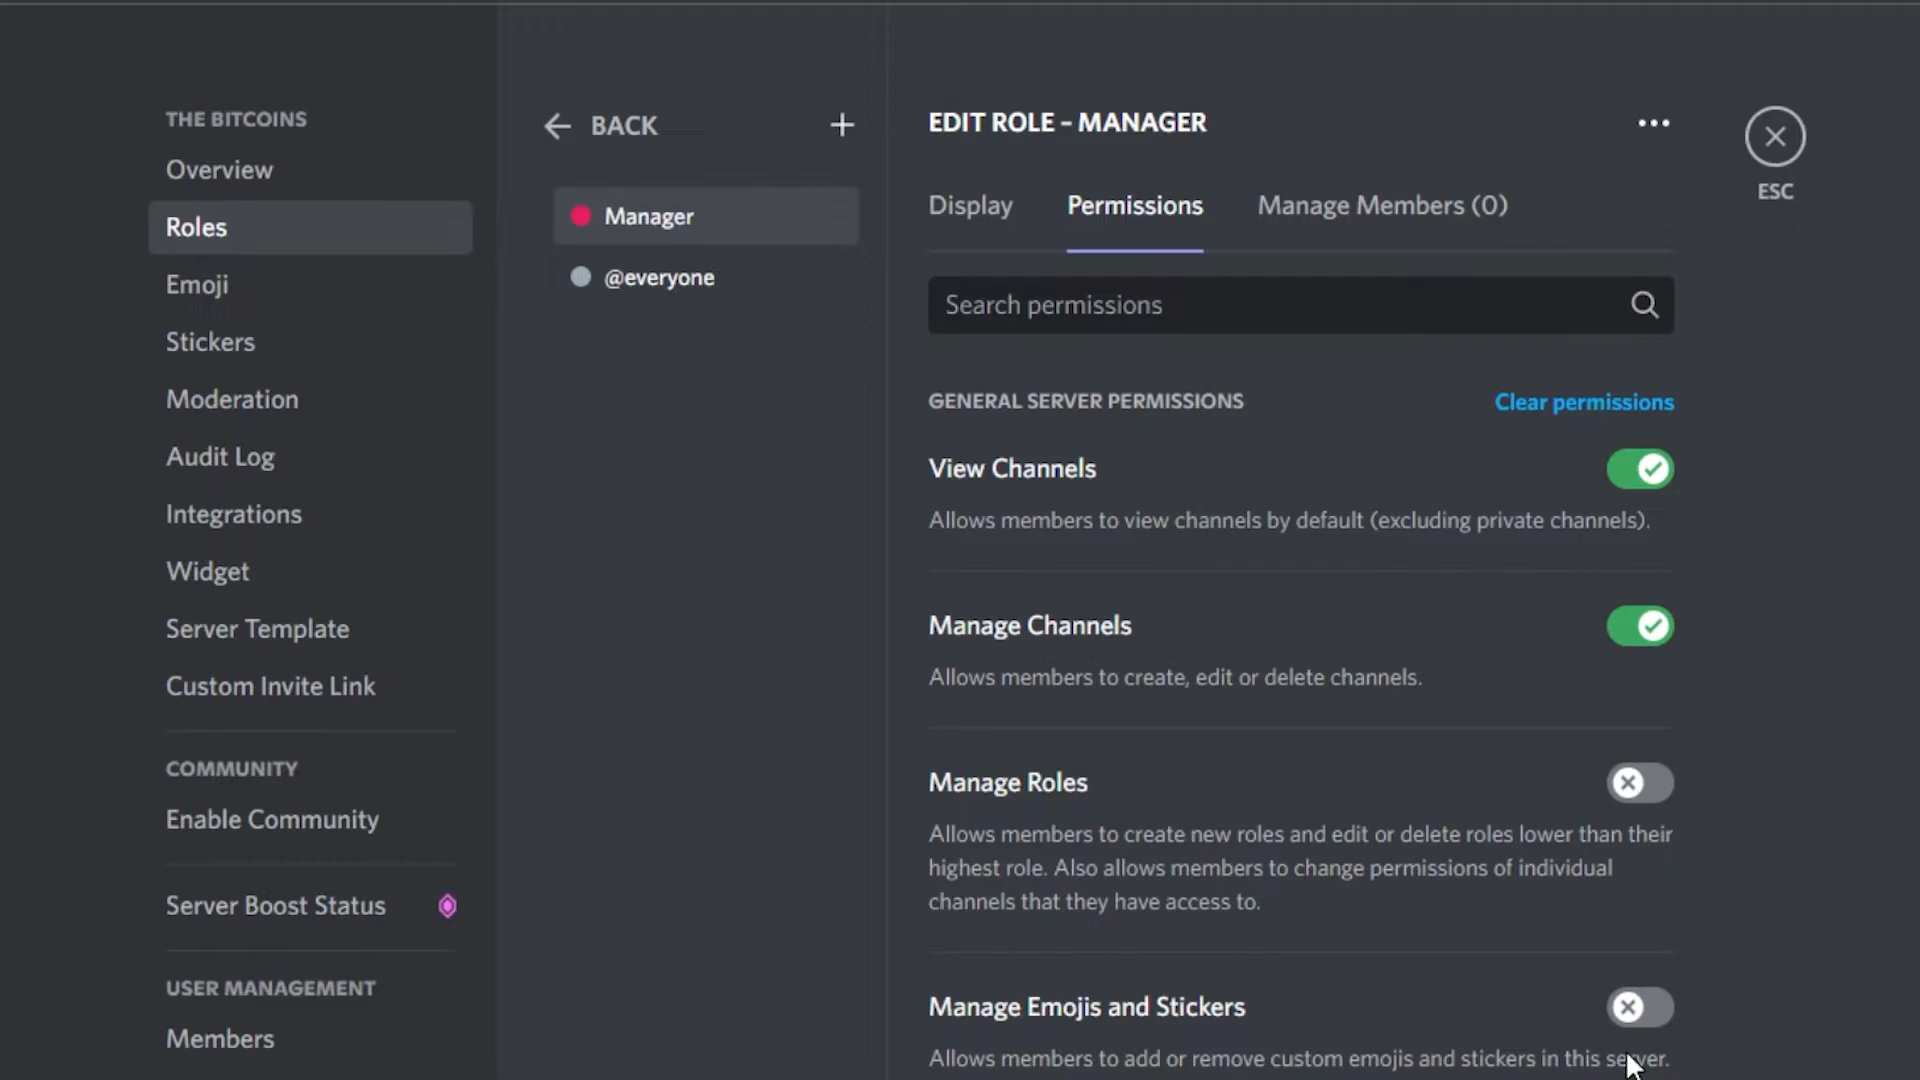 THE BITCOINS
Overview
Roles
Emoji
Stickers
Moderation
Audit Log
Integrations
Widget
Server Template
Custom Invite Link
COMMUNITY
Enable Community
Server Boost Status
USER MANAGEMENT
Members
BACK
Manager
@everyone
EDIT ROLE – MANAGER
ESC
Display Permissions Manage Members (0)
Search permissions
GENERAL SERVER PERMISSIONS Clear permissions
View Channels
Allows members to view channels by default (excluding private channels).
Manage Channels
Allows members to create, edit or delete channels.
Manage Roles
Allows members to create new roles and edit or delete roles lower than their
highest role. Also allows members to change permissions of individual
channels that they have access to.
Manage Emojis and Stickers
Allows members to add or remove custom emojis and stickers in this server.